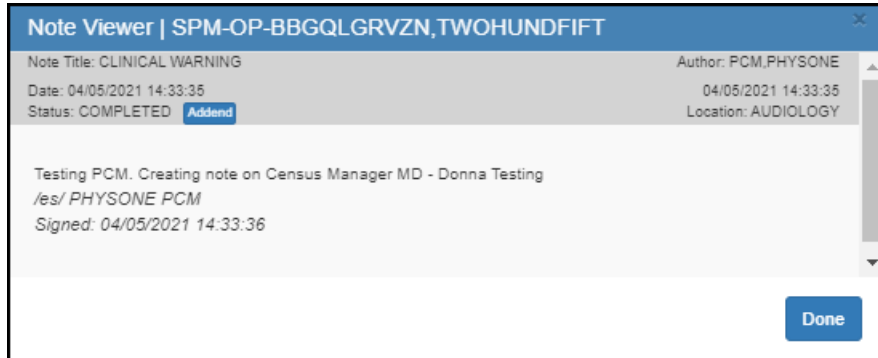 Note Viewer | SPM-OP-BBGQLGRVZN,TWOHUNDFIFT
×
Note Title: CLINICAL WARNING
Author: PCM,PHYSONE
Date: 04/05/2021 14:33:35
04/05/2021 14:33:35
Status: COMPLETED Addend
Location: AUDIOLOGY
Testing PCM. Creating note on Census Manager MD - Donna Testing
/es/ PHYSONE PCM
Signed: 04/05/2021 14:33:36
Done